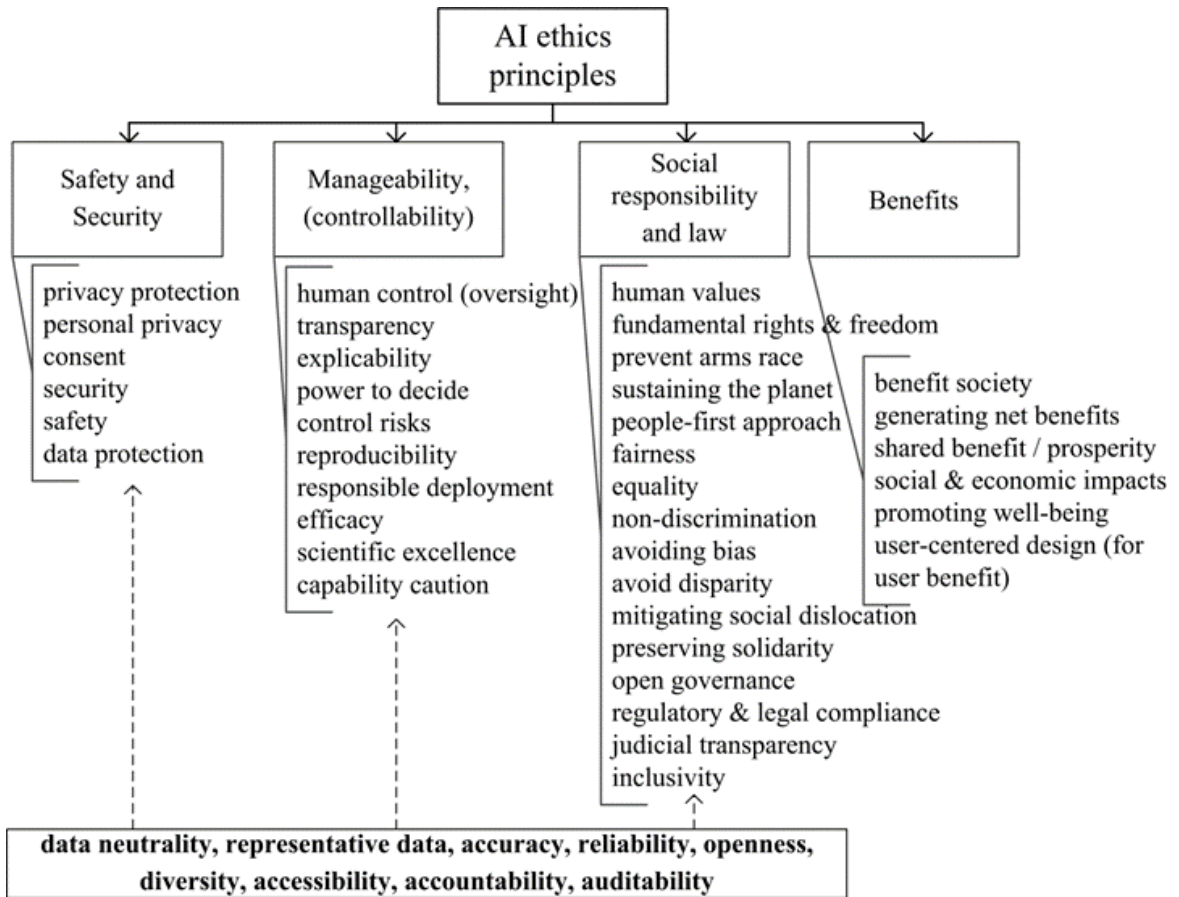 AI ethics
principles
Safety and
Security
privacy protection
personal privacy
consent
security
safety
data protection
Manageability,
(controllability)
human control (oversight)
transparency
explicability
power to decide
control risks
reproducibility
responsible deployment
efficacy
scientific excellence
capability caution
Social
responsibility
and law
human values
fundamental rights & freedom
prevent arms race
sustaining the planet
people-first approach
fairness
equality
non-discrimination
avoiding bias
avoid disparity
mitigating social dislocation
preserving solidarity
open governance
regulatory & legal compliance
judicial transparency
inclusivity
Benefits
benefit society
generating net benefits
shared benefit / prosperity
social & economic impacts
promoting well-being
user-centered design (for
user benefit)
data neutrality, representative data, accuracy, reliability, openness,
diversity, accessibility, accountability, auditability